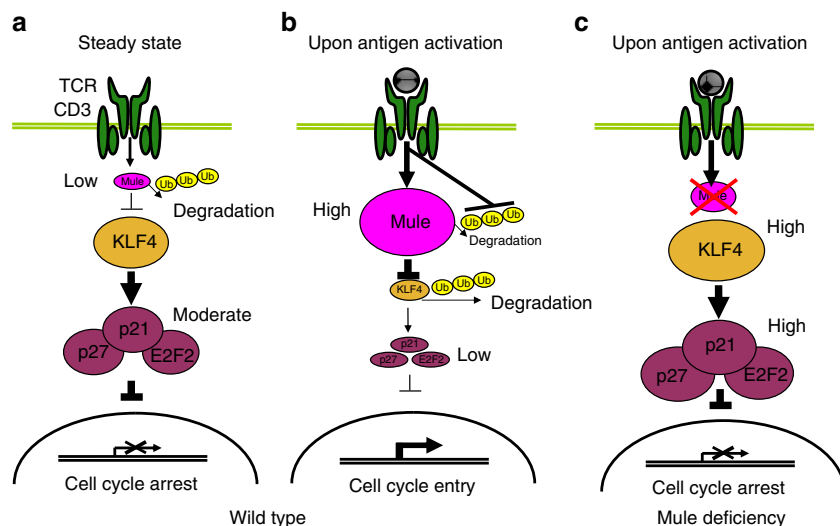 a
Steady state
TCR
CD3
Low
Mule
Ub Ub Ub
Degradation
KLF4
Moderate
p21
p27
E2F2
Cell cycle arrest
b
Upon antigen activation
High
Mule
Ub Ub Ub
Degradation
KLF4
Ub Ub Ub
Degradation
p21
p27
E2F2
Low
Cell cycle entry
Wild type
c
Upon antigen activation
Mule
High
KLF4
High
p21
p27
E2F2
Cell cycle arrest
Mule deficiency